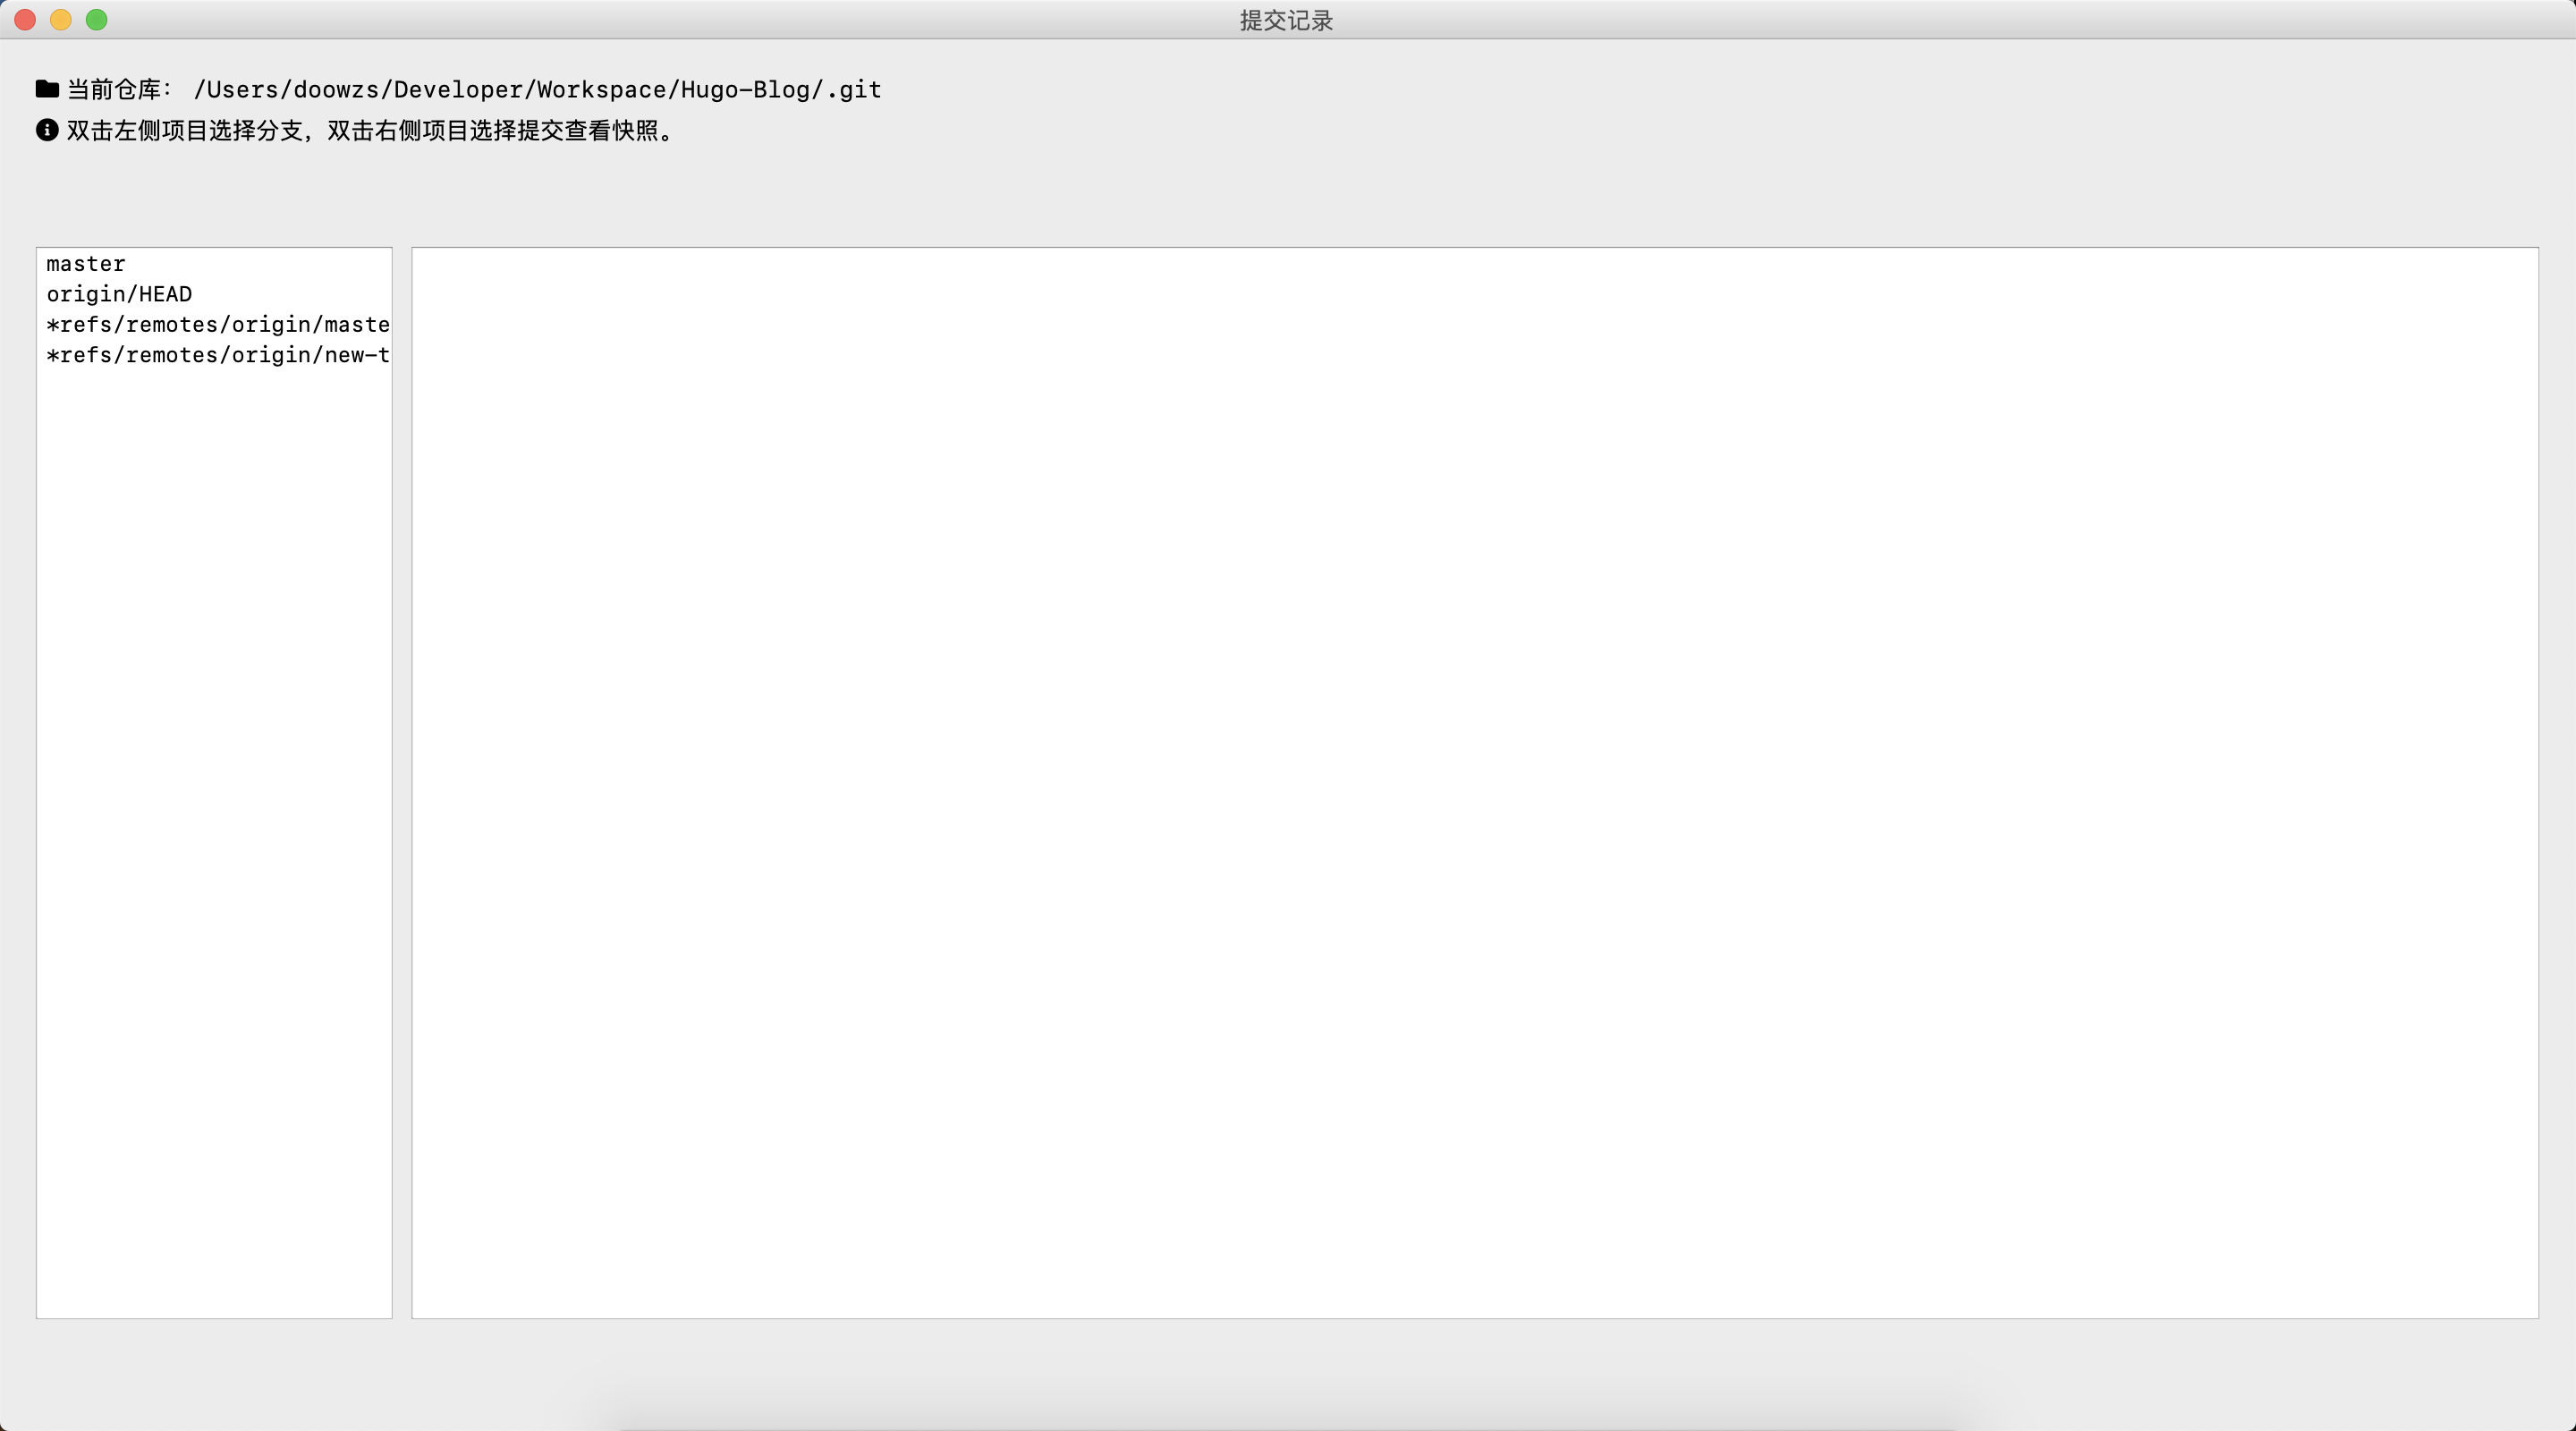 提交记录
当前仓库： /Users/doowzs/Developer/Workspace/Hugo-Blog/.git
双击左侧项目选择分支，双击右侧项目选择提交查看快照。
master
origin/HEAD
*refs/remotes/origin/maste
*refs/remotes/origin/new-t